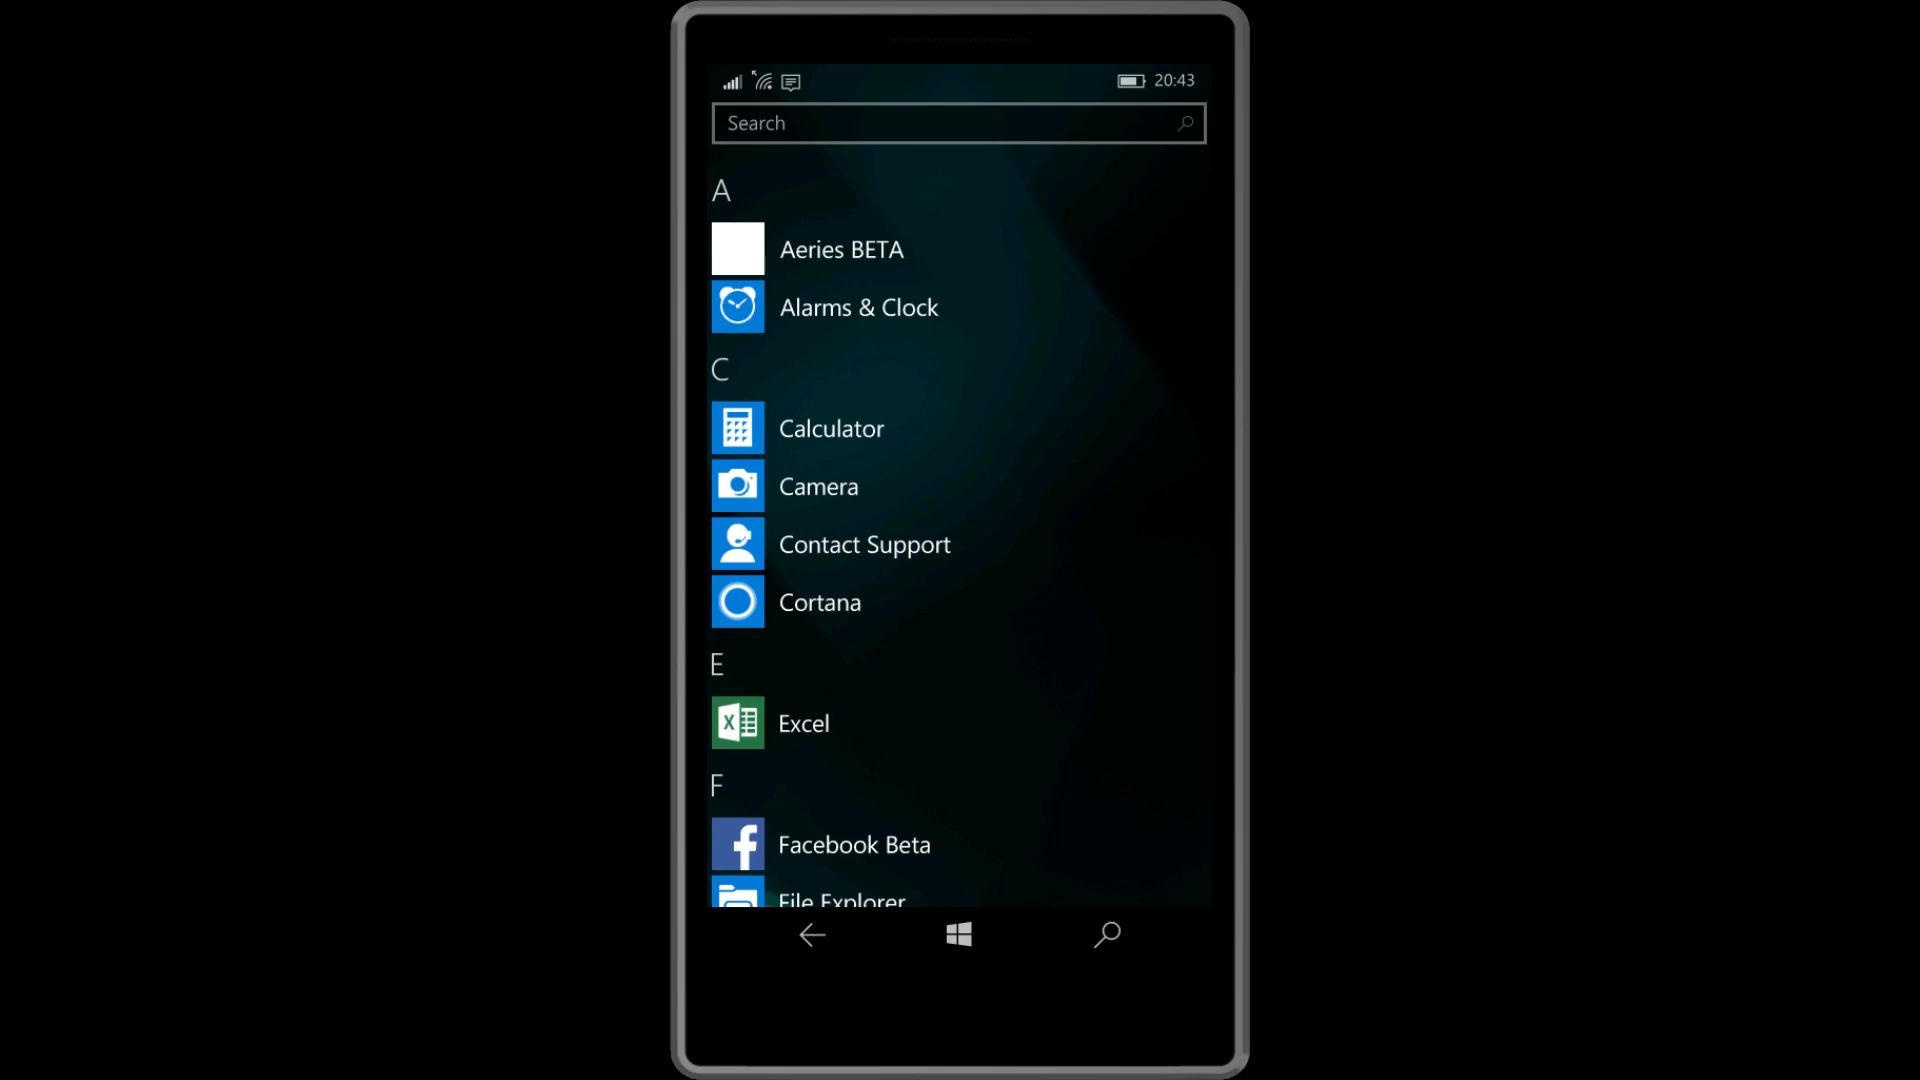 20:43
Search
A
Aeries BETA
Alarms & Clock
C
Calculator
Camera
Contact Support
Cortana
E
Excel
F
Facebook Beta
File Explorer